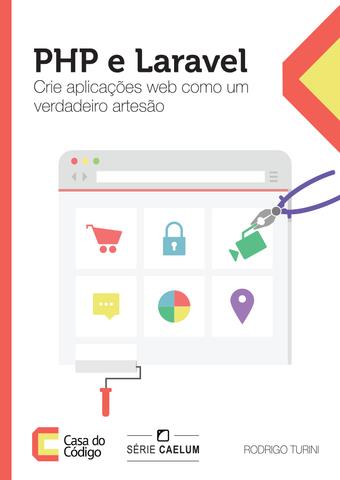 PHP e Laravel
Crie aplicações web como um
verdadeiro artesão
Casa do
Código
SÉRIE CAELUM
RODRIGO TURINI